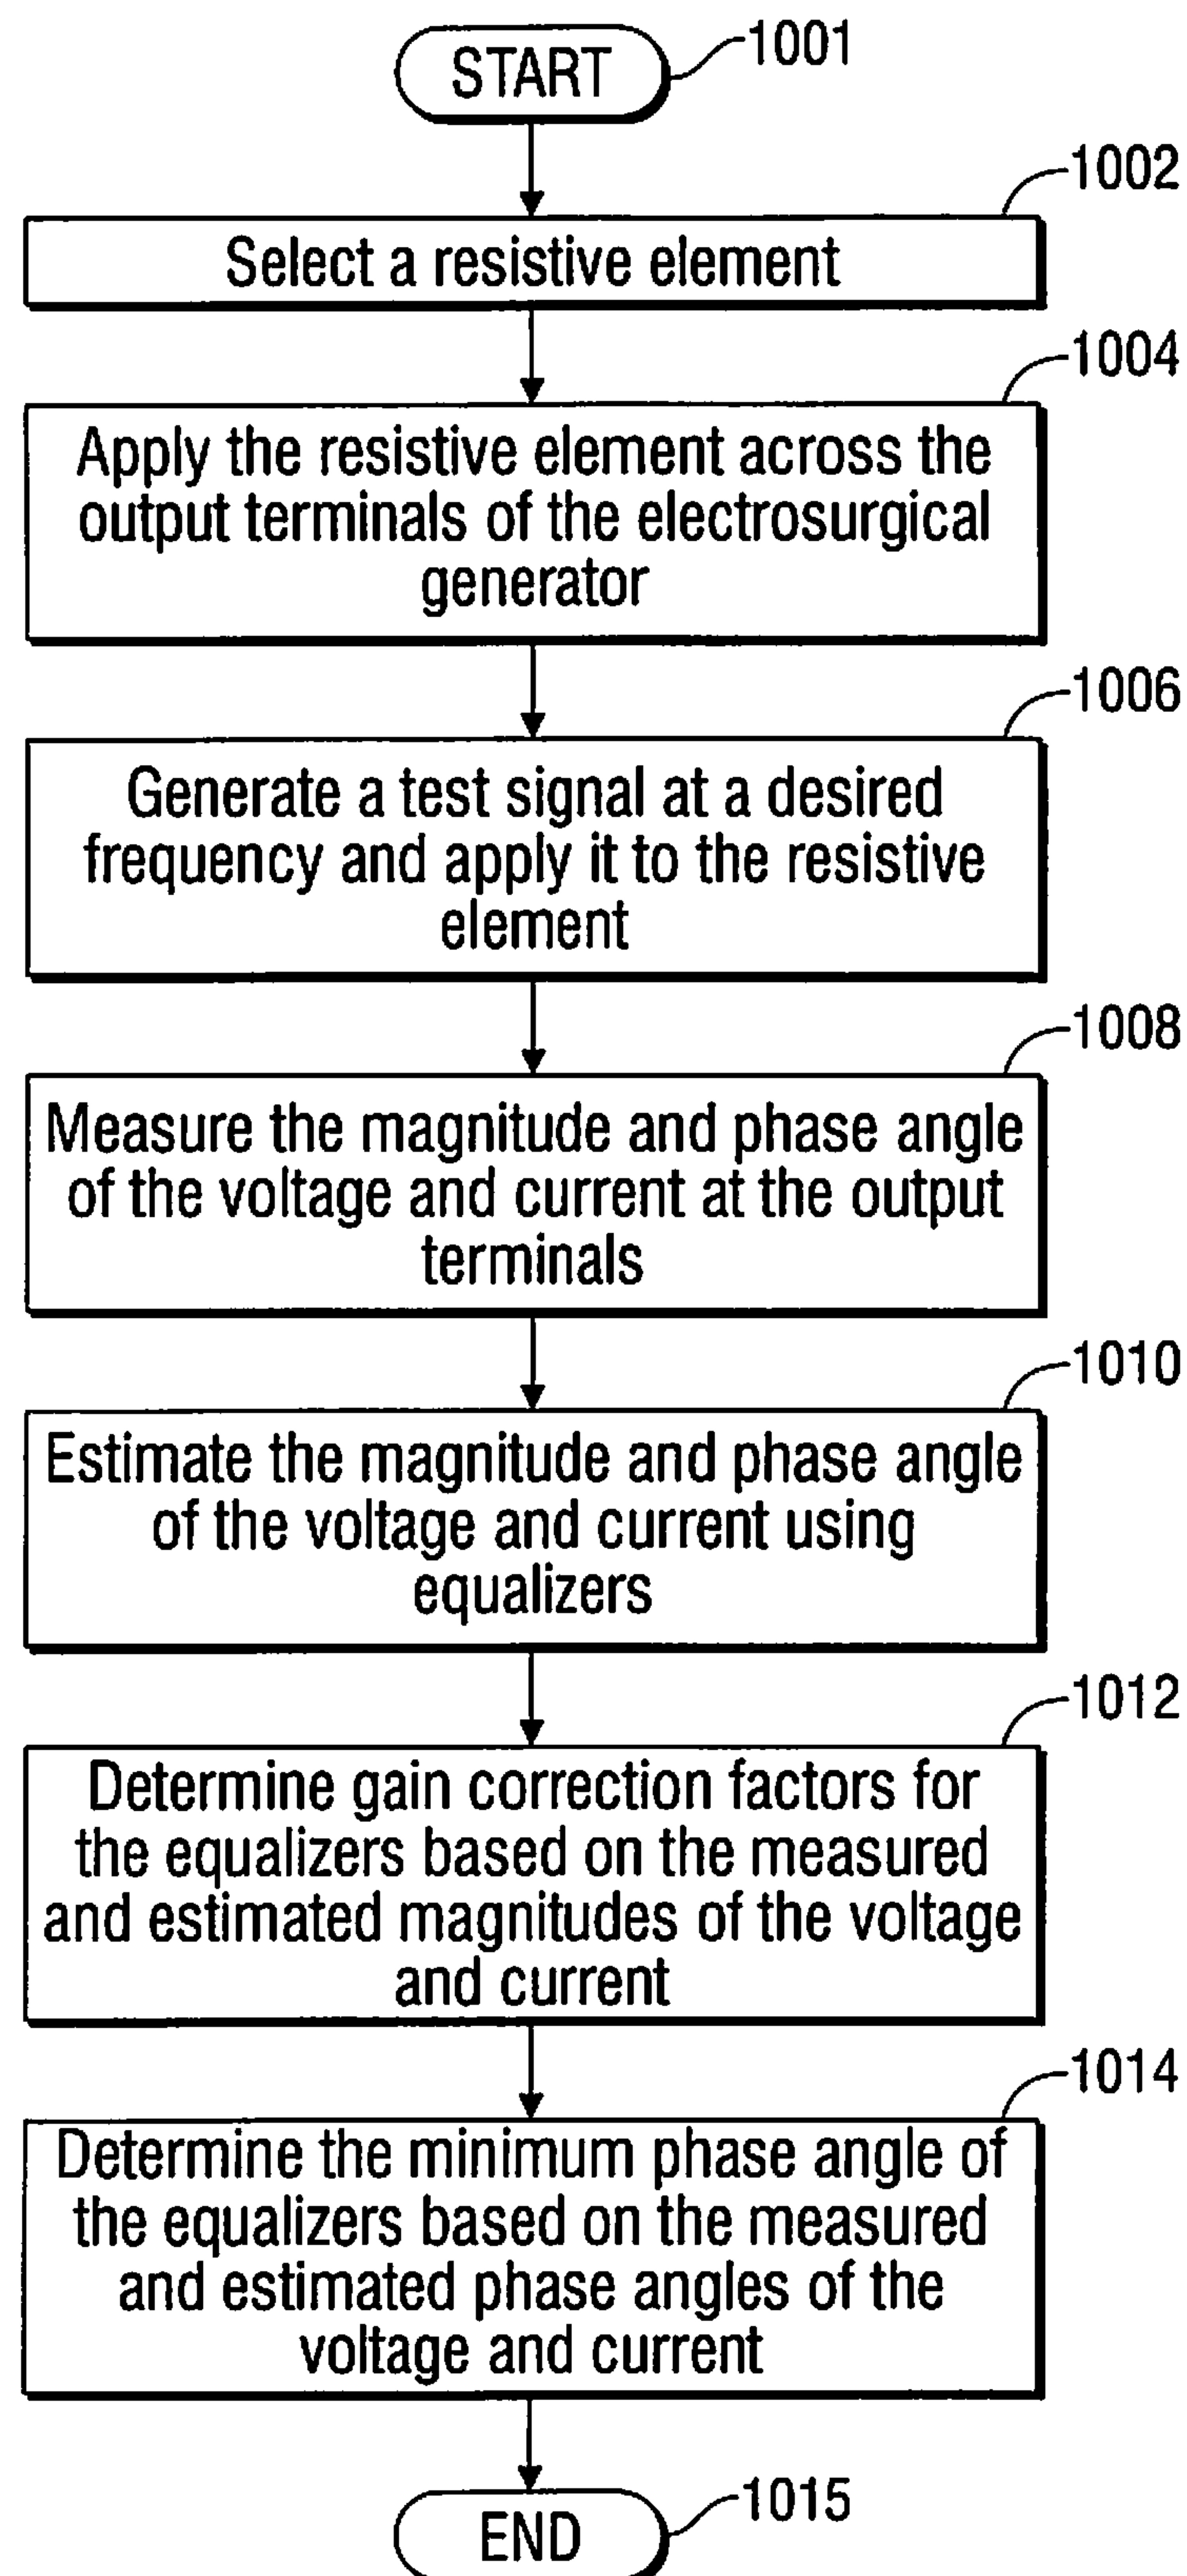 START
1001
1002
Select a resistive element
1004
Apply the resistive element across the
output terminals of the electrosurgical
generator
1006
Generate a test signal at a desired
frequency and apply it to the resistive
element
1008
Measure the magnitude and phase angle
of the voltage and current at the output
terminals
1010
Estimate the magnitude and phase angle
of the voltage and current using
equalizers
1012
Determine gain correction factors for
the equalizers based on the measured
and estimated magnitudes of the voltage
and current
1014
Determine the minimum phase angle of
the equalizers based on the measured
and estimated phase angles of the
voltage and current
1015
END